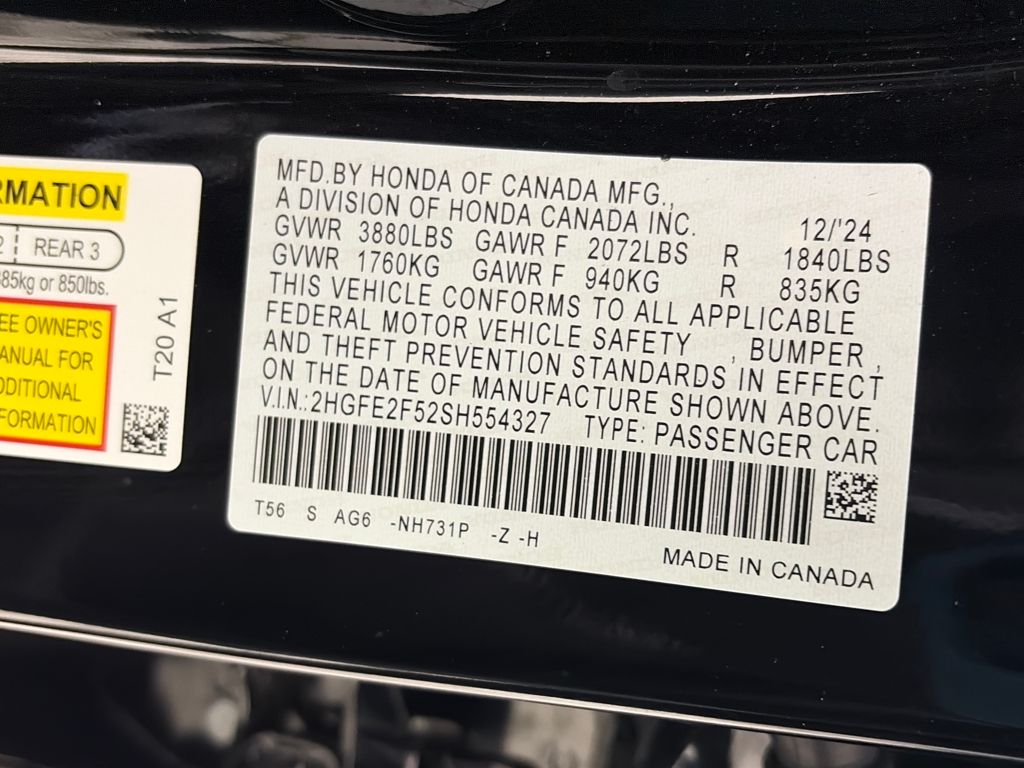 RMATION
2 REAR 3
385kg or 850lbs.
EE OWNER'S
ANUAL FOR
DDITIONAL
FORMATION
T20 A1
MFD.BY HONDA OF CANADA MFG.,
A DIVISION OF HONDA CANADA INC. 12/'24
GVWR 3880LBS GAWR F 2072LBS R 1840LBS
GVWR 1760KG GAWR F 940KG R 835KG
THIS VEHICLE CONFORMS TO ALL APPLICABLE
FEDERAL MOTOR VEHICLE SAFETY , BUMPER ,
AND THEFT PREVENTION STANDARDS IN EFFECT
ON THE DATE OF MANUFACTURE SHOWN ABOVE.
V.I.N.:2HGFE2F52SH554327 TYPE: PASSENGER CAR
T56 S AG6 -NH731P -Z -H
MADE IN CANADA